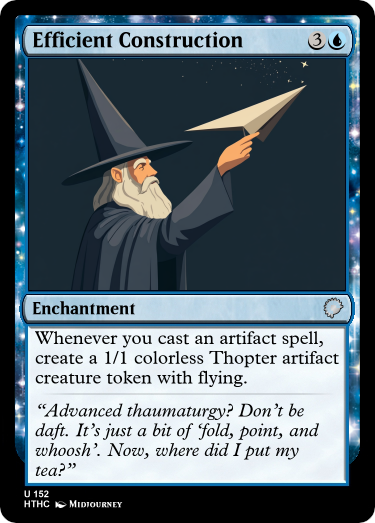 Efficient Construction 3
Enchantment
Whenever you cast an artifact spell,
create a 1/1 colorless Thopter artifact
creature token with flying.
“Advanced thaumaturgy? Don’t be
daft. It’s just a bit of ‘fold, point, and
whoosh’. Now, where did I put my
tea?”
U 152
HTHC Midjourney